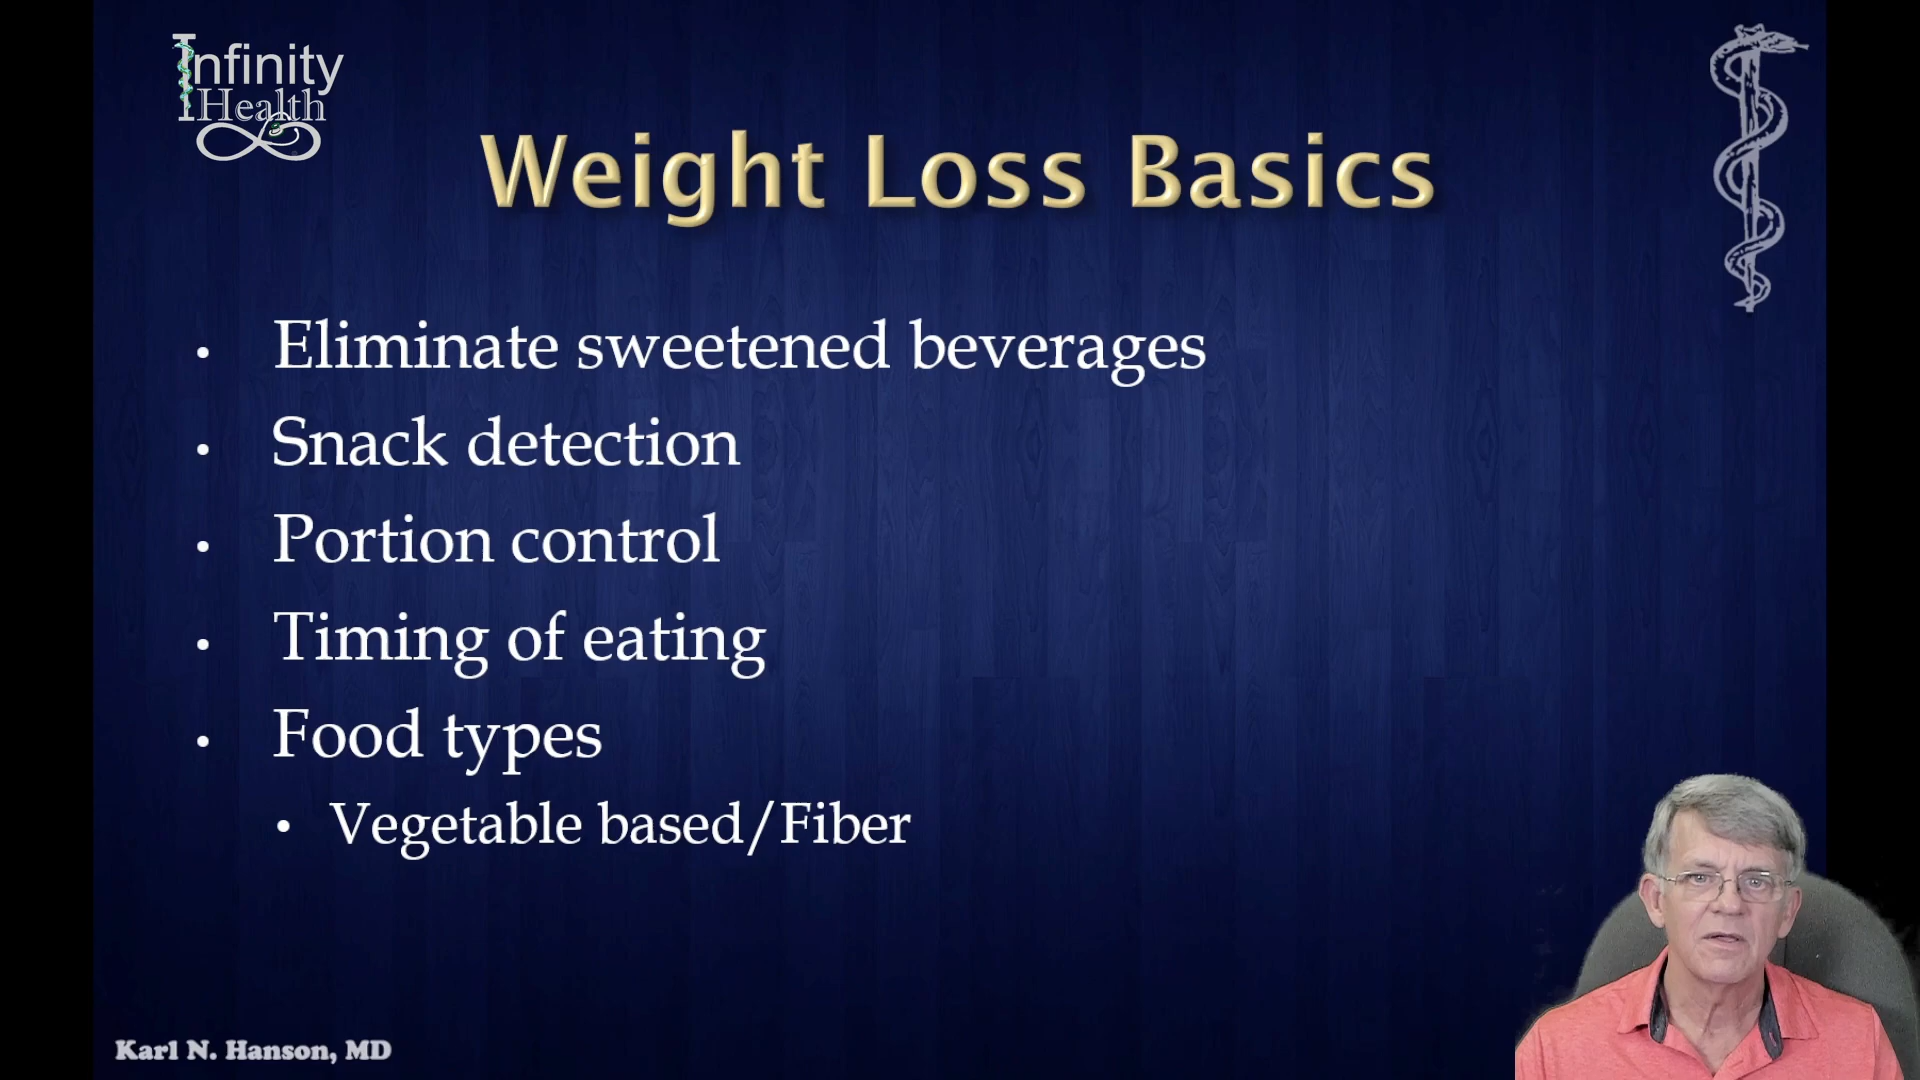 Infinity
Health
Weight Loss Basics
• Eliminate sweetened beverages
• Snack detection
• Portion control
• Timing of eating
• Food types
• Vegetable based/Fiber
Karl N. Hanson, MD